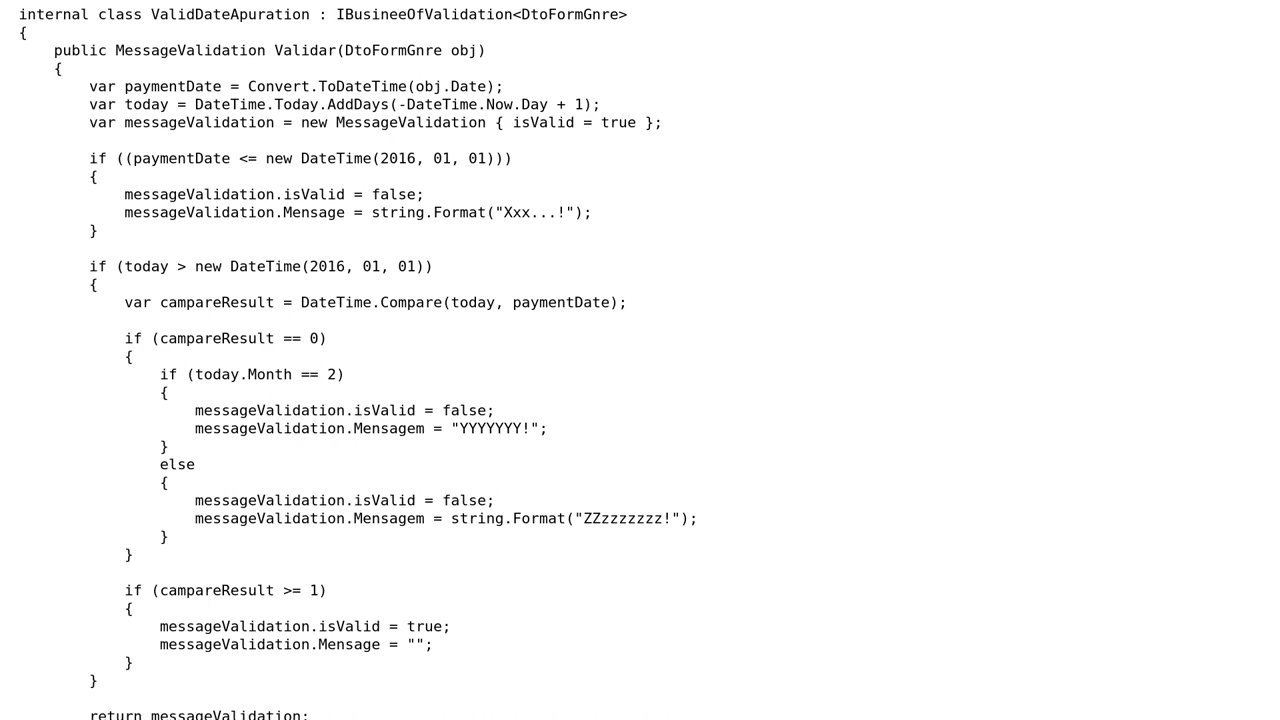 internal class ValidDateApuration : IBusineeOfValidation<DtoFormGnre>
{
    public MessageValidation Validar(DtoFormGnre obj)
    {
        var paymentDate = Convert.ToDateTime(obj.Date);
        var today = DateTime.Today.AddDays(-DateTime.Now.Day + 1);
        var messageValidation = new MessageValidation { isValid = true };

        if ((paymentDate <= new DateTime(2016, 01, 01)))
        {
            messageValidation.isValid = false;
            messageValidation.Mensage = string.Format("Xxx...!");
        }

        if (today > new DateTime(2016, 01, 01))
        {
            var campareResult = DateTime.Compare(today, paymentDate);

            if (campareResult == 0)
            {
                if (today.Month == 2)
                {
                    messageValidation.isValid = false;
                    messageValidation.Mensagem = "YYYYYYY!";
                }
                else
                {
                    messageValidation.isValid = false;
                    messageValidation.Mensagem = string.Format("ZZzzzzzzz!");
                }
            }

            if (campareResult >= 1)
            {
                messageValidation.isValid = true;
                messageValidation.Mensage = "";
            }
        }

        return messageValidation;